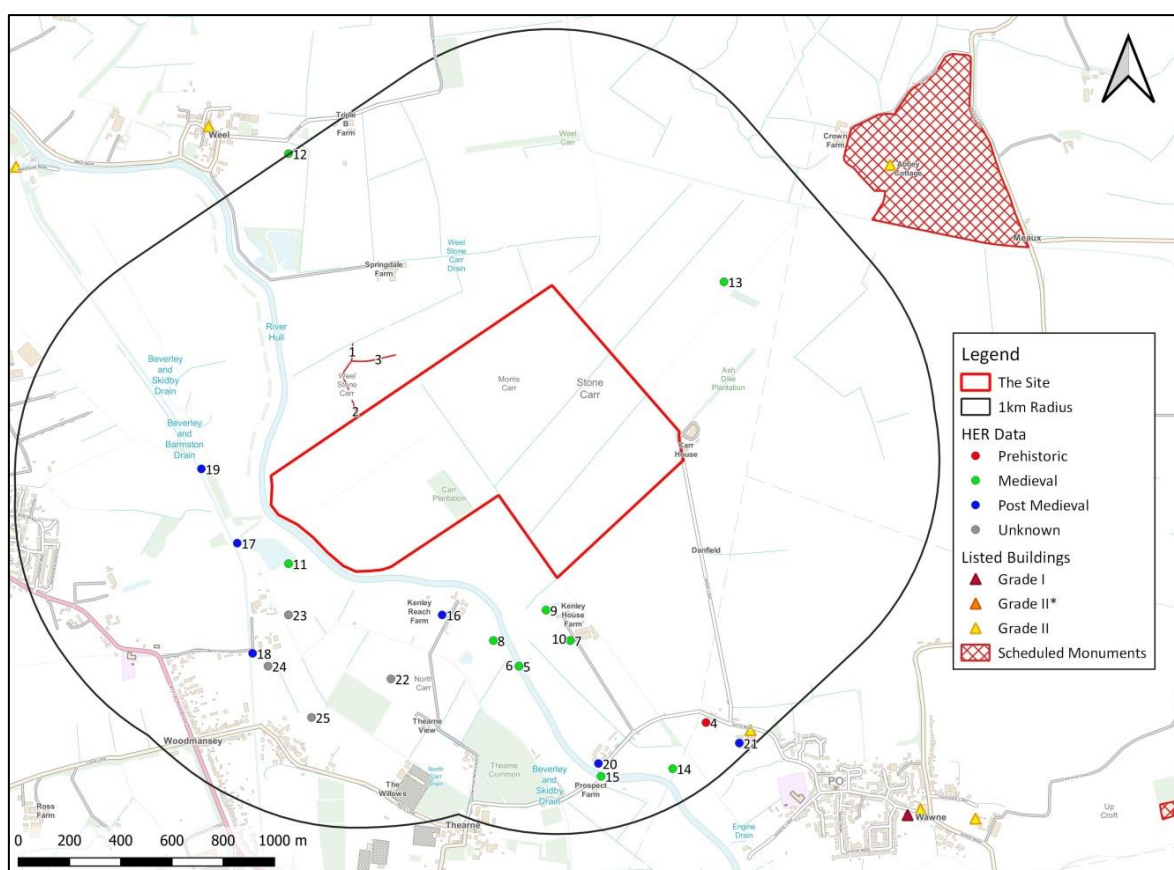 Triple
B
Farm
Weel
12
Weel
Carr
Crown
Farm
Abbey
Cottage
Meaux
Weel
Stone
Carr
Drain
Springdale
Farm
13
River
Hull
1
3
Weel
Stone
Carr
2
Morris
Carr
Stone
Carr
Beverley
and
Skidby
Drain
Ash
Dike
Plantation
Beverley
and
Barmston
Drain
Carr
House
19
Carr
Plantation
17
11
Danfield
Kenley
Reach
Farm
16
9
Kenley
House
Farm
23
8
10
7
18
24
6
5
22
North
Carr
25
Thearne
View
4
21
Woodmansey
Thearne
Common
Beverley
and
Skidby
Drain
20
15
Prospect
Farm
14
The
Willows
North
Carr
Drain
Thearne
Engine
Drain
PO
Wawne
Up
Croft
Ross
Farm
Legend
The Site
1km Radius
HER Data
Prehistoric
Medieval
Post Medieval
Unknown
Listed Buildings
Grade I
Grade II*
Grade II
Scheduled Monuments
0 200 400 600 800 1000 m